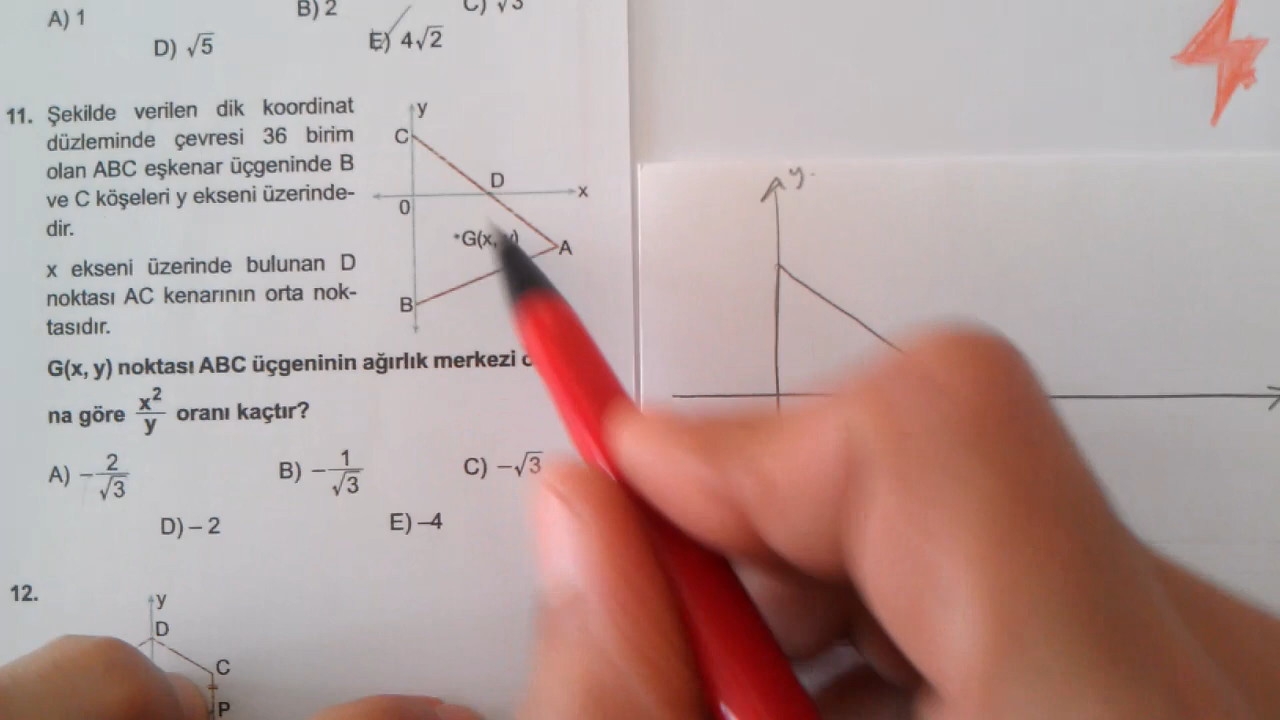 A) 1
B) 2
C) √3
D) √5
E) 4√2
11. Şekilde verilen dik koordinat
düzleminde çevresi 36 birim
olan ABC eşkenar üçgeninde B
ve C köşeleri y ekseni üzerinde-
dir.
x ekseni üzerinde bulunan D
noktası AC kenarının orta nok-
tasıdır.
y
C
D
x
0
G(x, y)
A
B
G(x, y) noktası ABC üçgeninin ağırlık merkezi
na göre x²/y oranı kaçtır?
A) -2/√3
B) -1/√3
C) -√3
D) -2
E) -4
12.
y
D
C
P
y